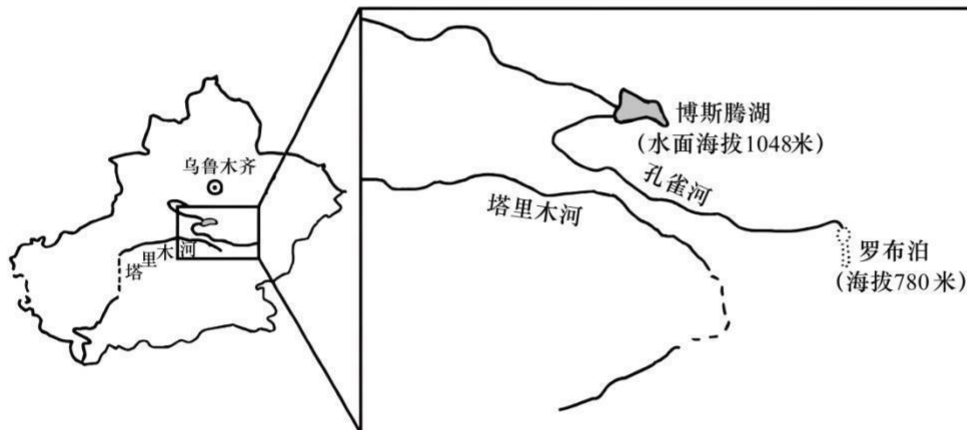 乌鲁木齐
塔里木河
博斯腾湖
(水面海拔1048米)
孔雀河
塔里木河
罗布泊
(海拔780米)